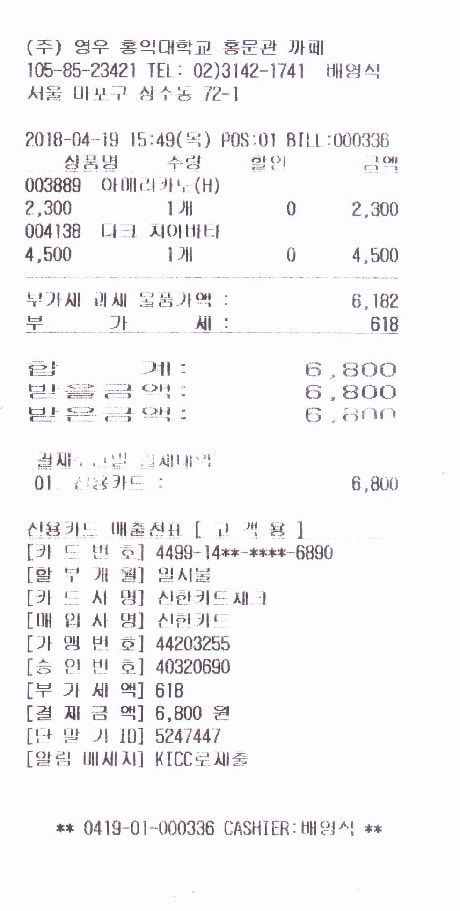 (주) 영우 홍익대학교 홍문관 까페
105-85-23421 TEL: 02)3142-1741 배영식
서울 마포구 상수동 72-1
2018-04-19 15:49(목) POS:01 BILL:000336
상품명 수량 할인 금액
003889 아메리카노(H)
2,300 1개 0 2,300
004138 다크 자이바타
4,500 1개 0 4,500
부가세 과세 물품가액 : 6,182
부 가 세 : 618
합 계: 6,800
받을금액: 6,800
받은금액: 6,800
결제수단별 결제내역
01. 신용카드 : 6,800
신용카드 매출전표 [ 고 객 용 ]
[카 드 번 호] 4499-14**-****-6890
[할 부 개 월] 일시불
[카 드 사 명] 신한카드체크
[매 입 사 명] 신한카드
[가 맹 번 호] 44203255
[승 인 번 호] 40320690
[부 가 세 액] 618
[결 제 금 액] 6,800 원
[단 말 기 ID] 5247447
[알림 메세지] KICC로제출
** 0419-01-000336 CASHIER:배영식 **